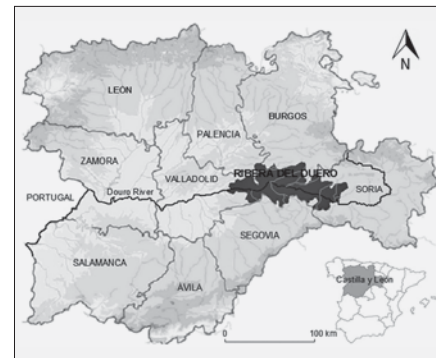 N
LEÓN
BURGOS
PALENCIA
ZAMORA
RIBERA DEL DUERO
VALLADOLID
SORIA
PORTUGAL
Douro River
SEGOVIA
SALAMANCA
ÁVILA
Castilla y León
0 100 km